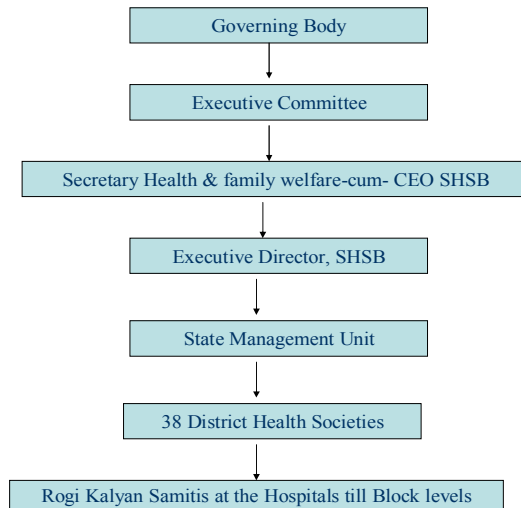 Governing Body
Executive Committee
Secretary Health & family welfare-cum- CEO SHSB
Executive Director, SHSB
State Management Unit
38 District Health Societies
Rogi Kalyan Samitis at the Hospitals till Block levels